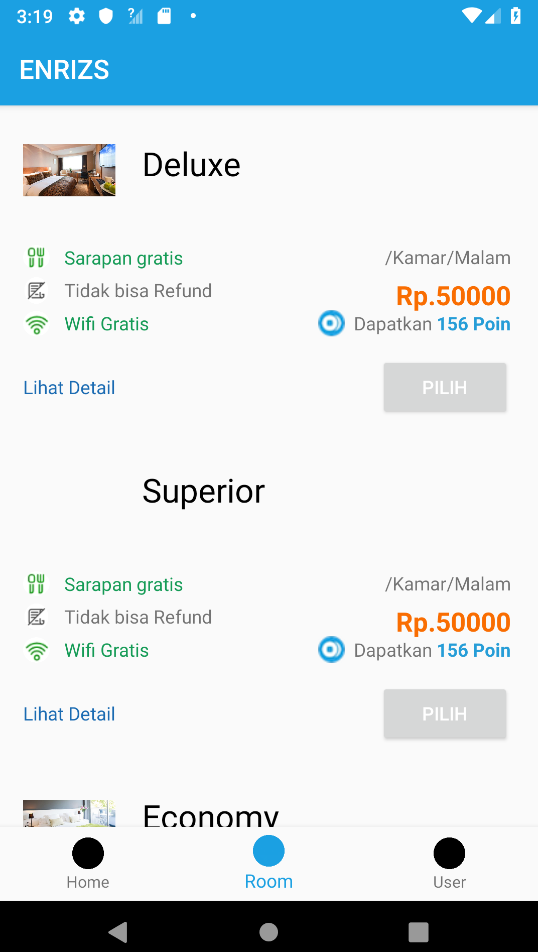 3:19
ENRIZS
Deluxe
Sarapan gratis
/Kamar/Malam
Tidak bisa Refund
Rp.50000
Wifi Gratis
Dapatkan 156 Poin
Lihat Detail
PILIH
Superior
Sarapan gratis
/Kamar/Malam
Tidak bisa Refund
Rp.50000
Wifi Gratis
Dapatkan 156 Poin
Lihat Detail
PILIH
Economy
Home
Room
User